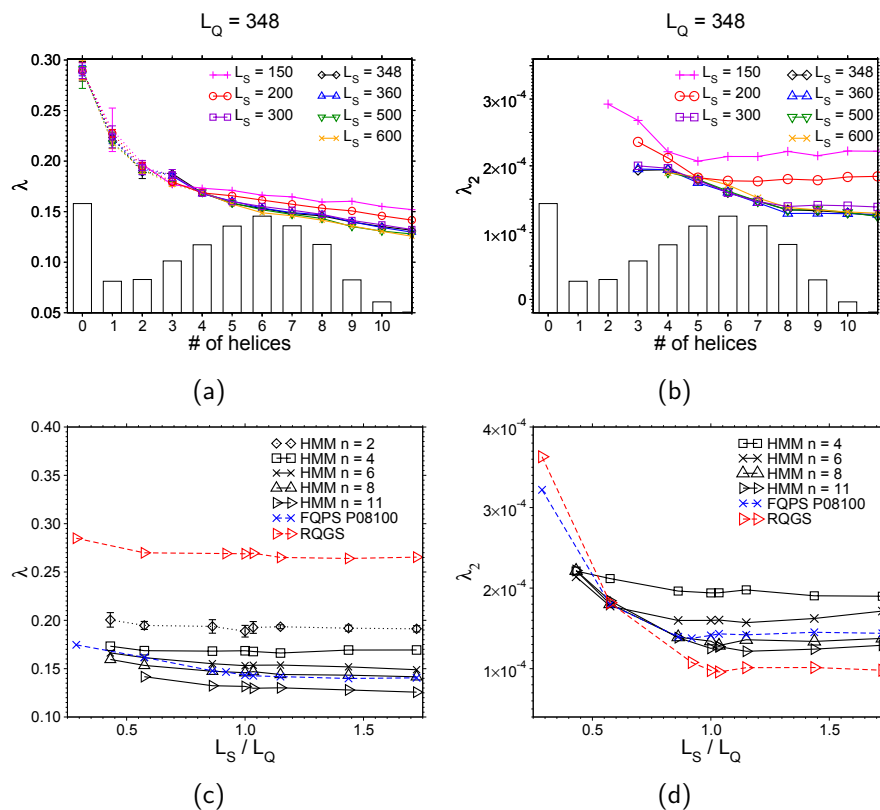 L_Q = 348
L_Q = 348
0.30
0.25
0.20
0.15
0.10
0.05
λ
L_S = 150
L_S = 200
L_S = 300
L_S = 348
L_S = 360
L_S = 500
L_S = 600
0 1 2 3 4 5 6 7 8 9 10
# of helices
(a)
3×10^-4
2×10^-4
1×10^-4
0
λ_2
L_S = 150
L_S = 200
L_S = 300
L_S = 348
L_S = 360
L_S = 500
L_S = 600
0 1 2 3 4 5 6 7 8 9 10
# of helices
(b)
0.40
0.35
0.30
0.25
0.20
0.15
0.10
λ
HMM n = 2
HMM n = 4
HMM n = 6
HMM n = 8
HMM n = 11
FQPS P08100
RQGS
0.5 1.0 1.5
L_S / L_Q
(c)
4×10^-4
3×10^-4
2×10^-4
1×10^-4
λ_2
HMM n = 4
HMM n = 6
HMM n = 8
HMM n = 11
FQPS P08100
RQGS
0.5 1.0 1.5
L_S / L_Q
(d)